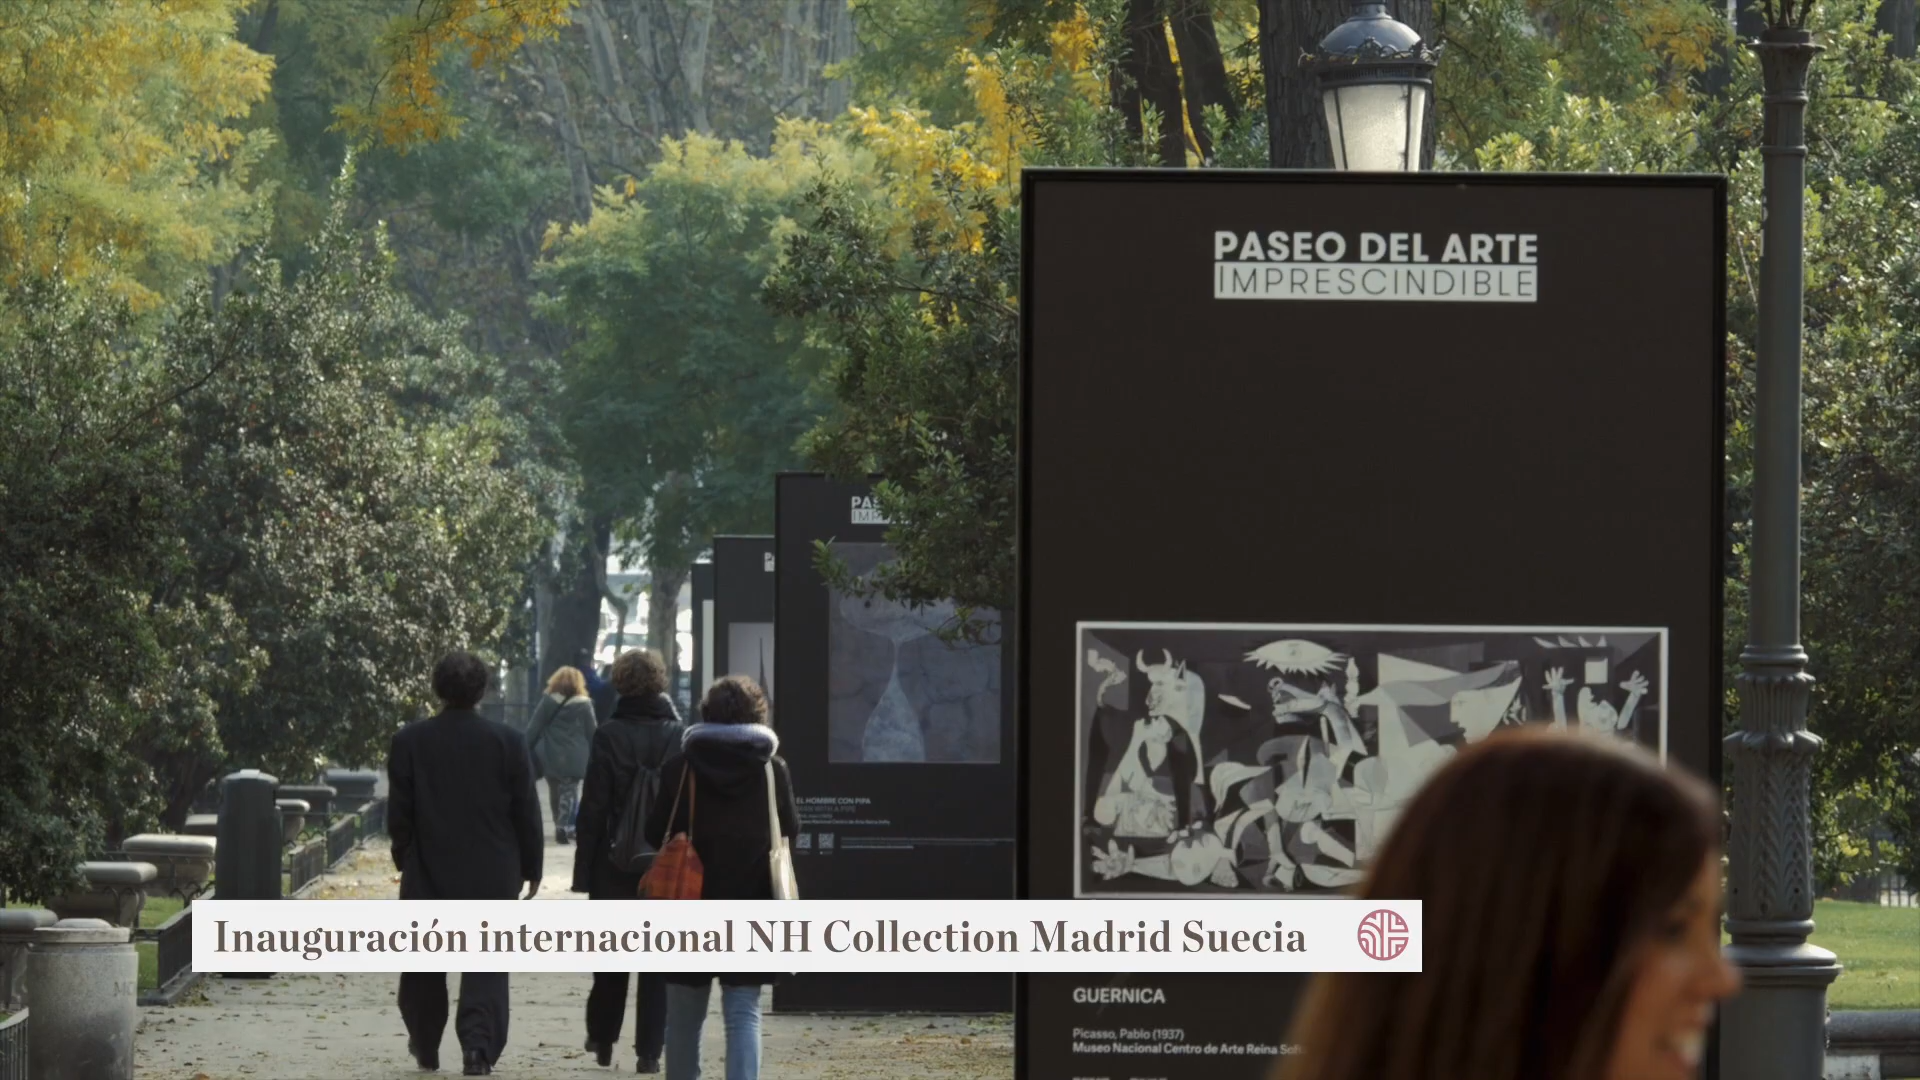 PASEO DEL ARTE
IMPRESCINDIBLE
EL HOMBRE CON PIPA
Inauguración internacional NH Collection Madrid Suecia
GUERNICA
Picasso, Pablo (1937)
Museo Nacional Centro de Arte Reina